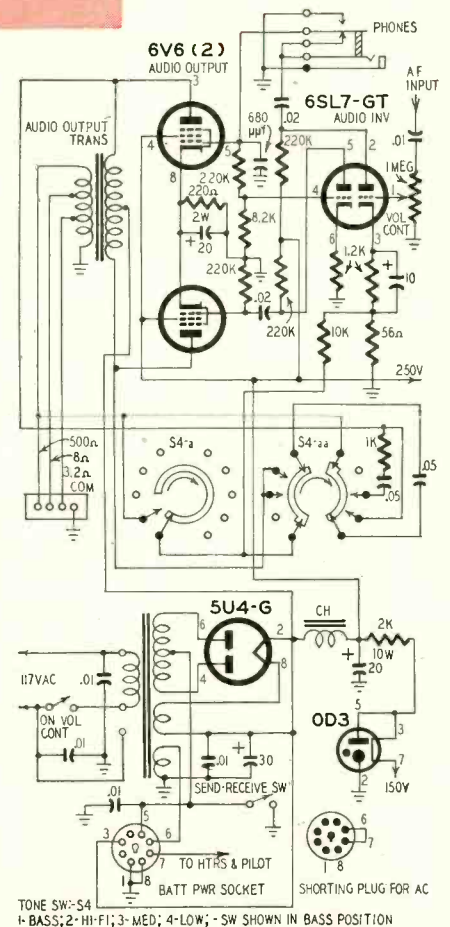 PHONES
6V6 (2)
AUDIO OUTPUT
3
AUDIO OUTPUT
TRANS
4
5
8
680
µµf
.02
6SL7-GT
AUDIO INV
AF
INPUT
.01
220K
220K
5
2
1 MEG
4
1
VOL
CONT
220Ω
2W
+
20
8.2K
6
3
1.2K
+
10
220K
.02
220K
10K
56Ω
250V
500Ω
8Ω
3.2Ω
COM
S4-a
S4-aa
1K
.05
.05
5U4-G
CH
6
2
4
8
2K
10W
+
20
117VAC
.01
ON VOL
CONT
.01
OD3
5
3
7
2
150V
.01
+
30
SEND-RECEIVE SW
.01
5
3
6
7
1
8
TO HTRS & PILOT
BATT PWR SOCKET
6
7
1
8
SHORTING PLUG FOR AC
TONE SW:-S4
1-BASS; 2-HI-FI; 3-MED; 4-LOW; - SW SHOWN IN BASS POSITION